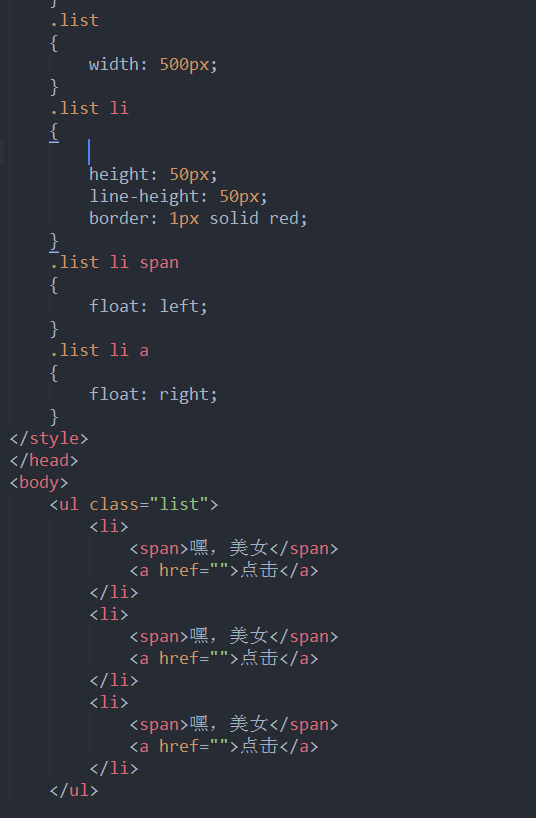 }
.list
{
width: 500px;
}
.list li
{
height: 50px;
line-height: 50px;
border: 1px solid red;
}
.list li span
{
float: left;
}
.list li a
{
float: right;
}
</style>
</head>
<body>
<ul class="list">
<li>
<span>嘿，美女</span>
<a href="">点击</a>
</li>
<li>
<span>嘿，美女</span>
<a href="">点击</a>
</li>
<li>
<span>嘿，美女</span>
<a href="">点击</a>
</li>
</ul>